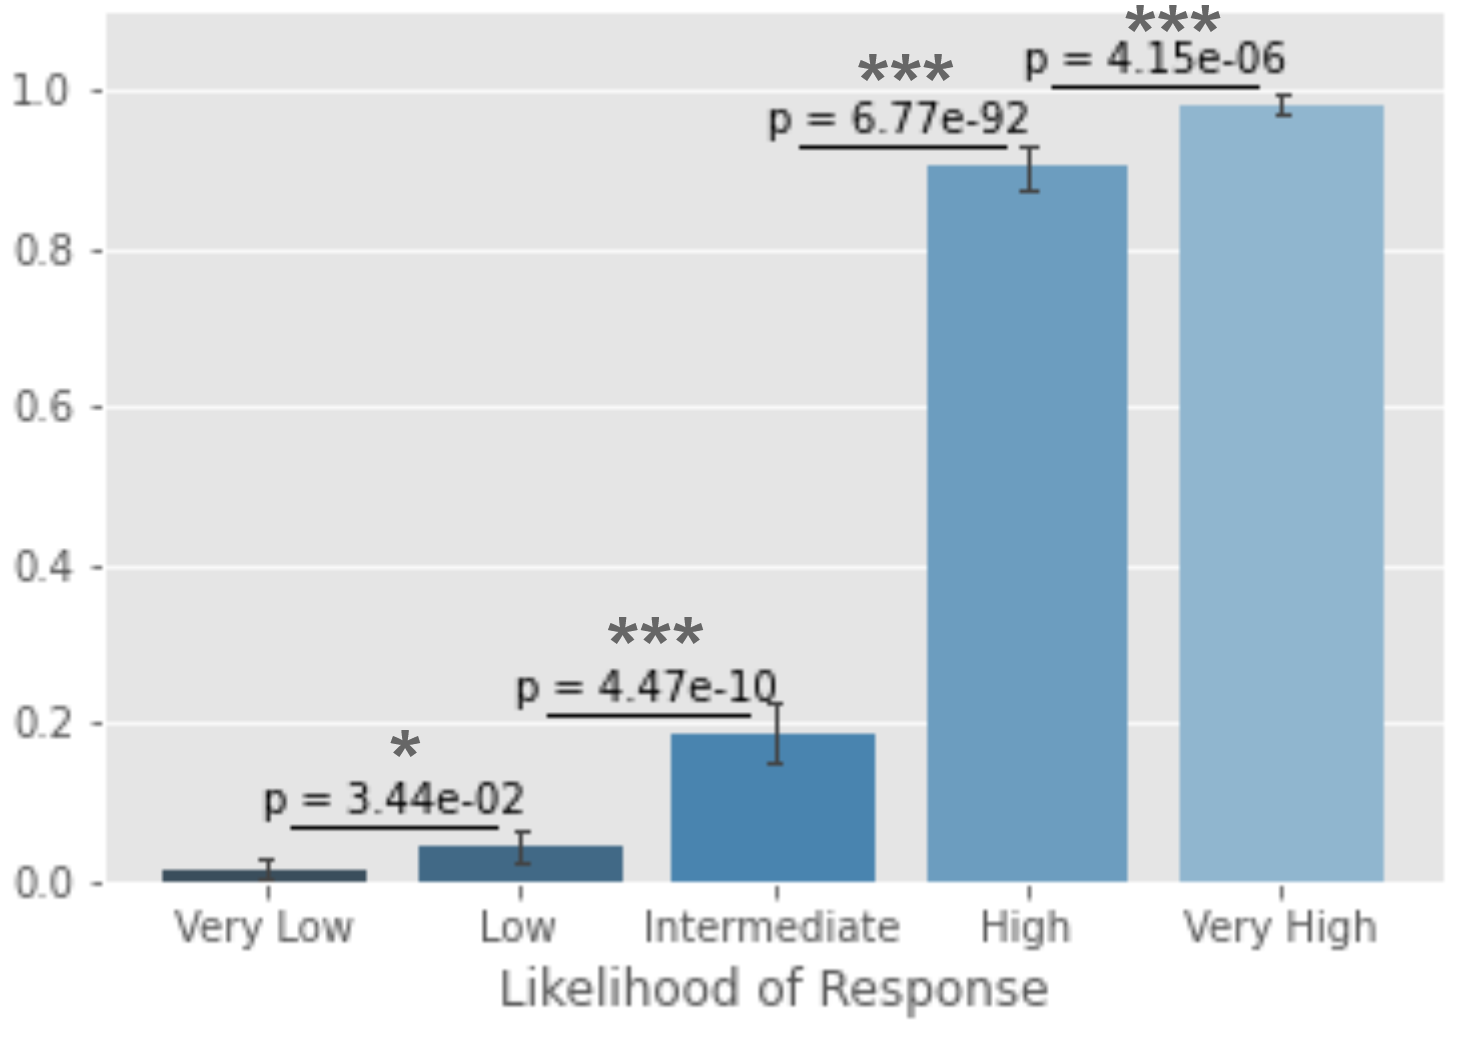 ***
p = 4.15e-06
***
p = 6.77e-92
***
p = 4.47e-10
*
p = 3.44e-02
1.0
0.8
0.6
0.4
0.2
0.0
Very Low Low Intermediate High Very High
Likelihood of Response